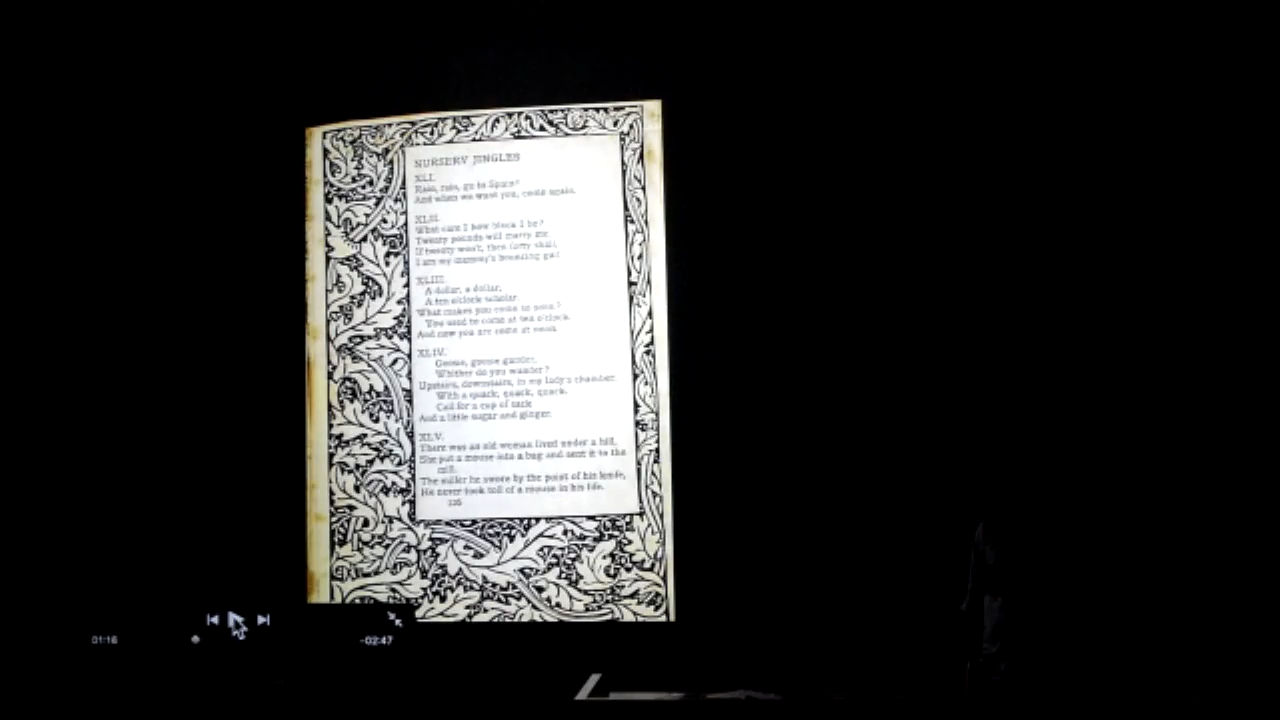 NURSERY JINGLES
XLI.
Rain, rain, go to Spain:
And when we want you, come again.
XLII.
What care I how black I be?
Twenty pounds will marry me.
If twenty won't, then forty shall,
I am my mammy's bouncing gal!
XLIII.
A dollar, a dollar,
A ten o'clock scholar.
What makes you come so soon?
You used to come at ten o'clock.
And now you are come at noon.
XLIV.
Goosie, goosie gander,
Whither do you wander?
Upstairs, downstairs, in my lady's chamber.
With a quack, quack, quack.
Call for a cup of sack
And a little sugar and ginger.
XLV.
There was an old woman lived under a hill,
She put a mouse into a bag and sent it to the
mill.
The miller he swore by the point of his knife,
He never took toll of a mouse in his life.
126
01:16
-02:47